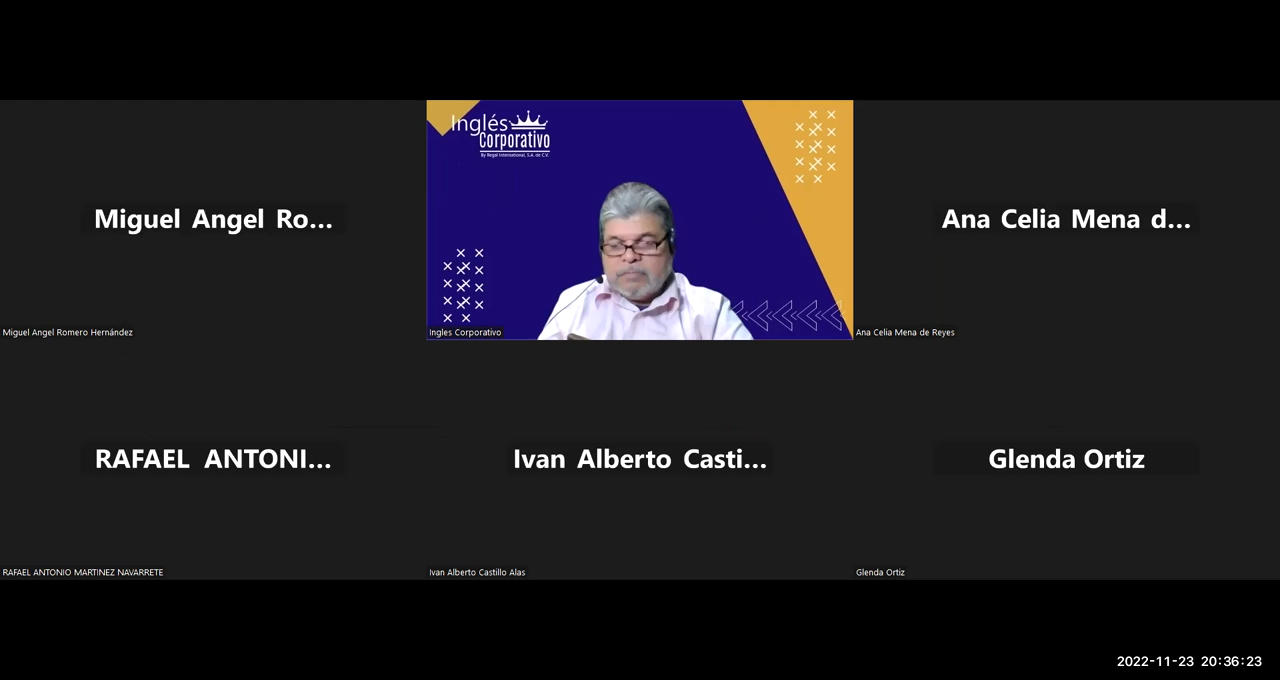 Inglés
Corporativo
By Regal International, S.A. de C.V.
Miguel Angel Ro...
Ana Celia Mena d...
Miguel Angel Romero Hernández
Ingles Corporativo
Ana Celia Mena de Reyes
RAFAEL ANTONI...
Ivan Alberto Casti...
Glenda Ortiz
RAFAEL ANTONIO MARTINEZ NAVARRETE
Ivan Alberto Castillo Alas
Glenda Ortiz
2022-11-23 20:36:23